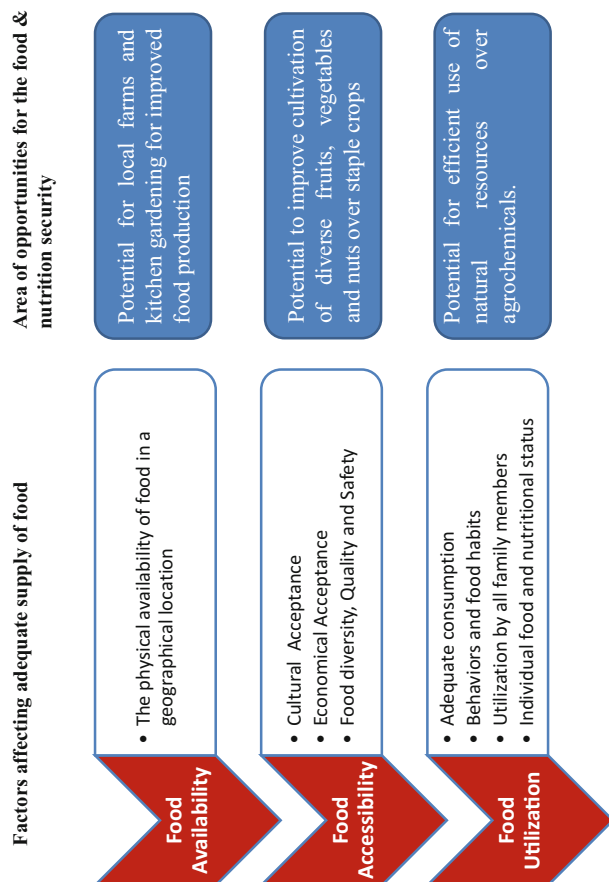 Factors affecting adequate supply of food
Area of opportunities for the food &
nutrition security
Food
Availability
• The physical availability of food in a
geographical location
Potential for local farms and
kitchen gardening for improved
food production
Food
Accessibility
• Cultural Acceptance
• Economical Acceptance
• Food diversity, Quality and Safety
Potential to improve cultivation
of diverse fruits, vegetables
and nuts over staple crops
Food
Utilization
• Adequate consumption
• Behaviors and food habits
• Utilization by all family members
• Individual food and nutritional status
Potential for efficient use of
natural resources over
agrochemicals.